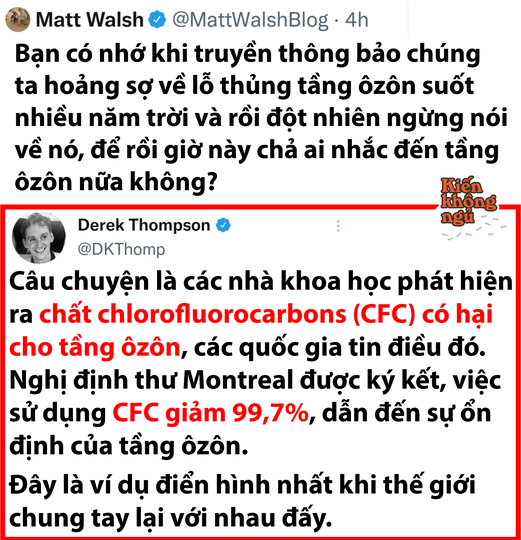 Matt Walsh @MattWalshBlog · 4h
Bạn có nhớ khi truyền thông bảo chúng
ta hoảng sợ về lỗ thủng tầng ôzôn suốt
nhiều năm trời và rồi đột nhiên ngừng nói
về nó, để rồi giờ này chả ai nhắc đến tầng
ôzôn nữa không?
Kiến
không
ngủ
Derek Thompson
@DKThomp
Câu chuyện là các nhà khoa học phát hiện
ra chất chlorofluorocarbons (CFC) có hại
cho tầng ôzôn, các quốc gia tin điều đó.
Nghị định thư Montreal được ký kết, việc
sử dụng CFC giảm 99,7%, dẫn đến sự ổn
định của tầng ôzôn.
Đây là ví dụ điển hình nhất khi thế giới
chung tay lại với nhau đấy.